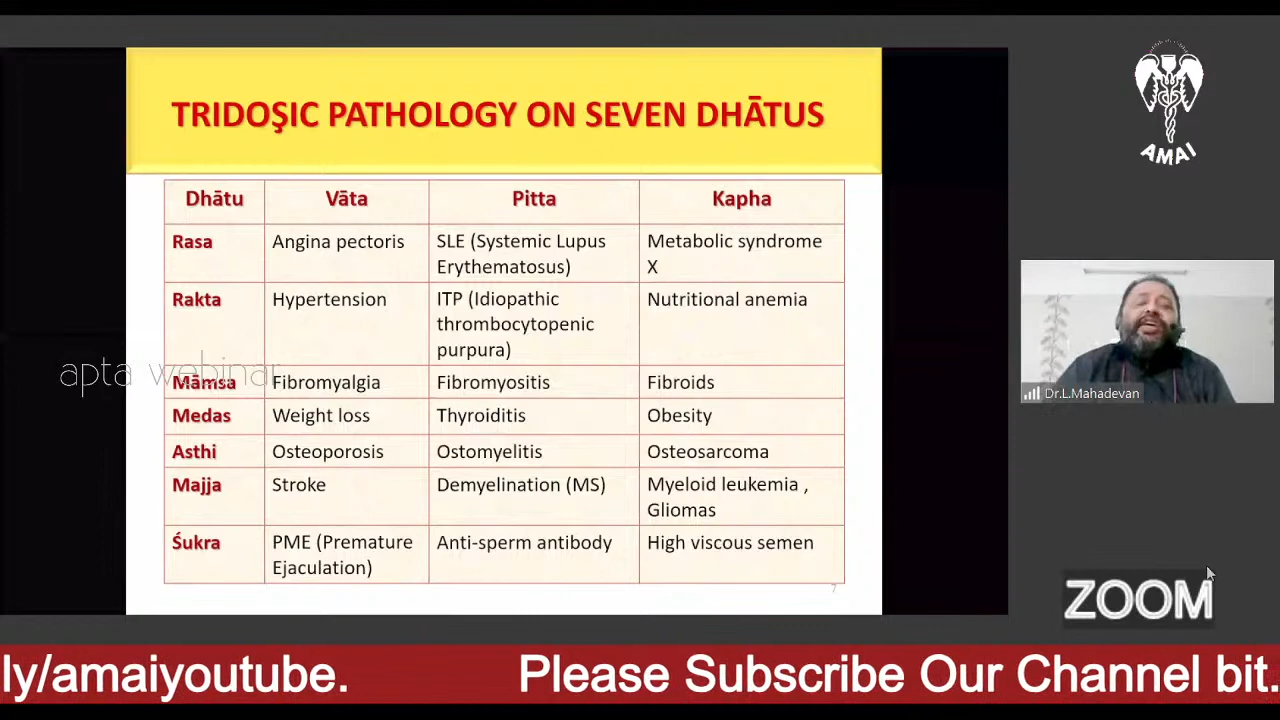 TRIDOŞIC PATHOLOGY ON SEVEN DHĀTUS
Dhātu Vāta Pitta Kapha
Rasa Angina pectoris SLE (Systemic Lupus Erythematosus) Metabolic syndrome X
Rakta Hypertension ITP (Idiopathic thrombocytopenic purpura) Nutritional anemia
Māmsa Fibromyalgia Fibromyositis Fibroids
Medas Weight loss Thyroiditis Obesity
Asthi Osteoporosis Ostomyelitis Osteosarcoma
Majja Stroke Demyelination (MS) Myeloid leukemia , Gliomas
Śukra PME (Premature Ejaculation) Anti-sperm antibody High viscous semen
7
apta webinar
AMAI
Dr.L.Mahadevan
ZOOM
ly/amaiyoutube. Please Subscribe Our Channel bit.